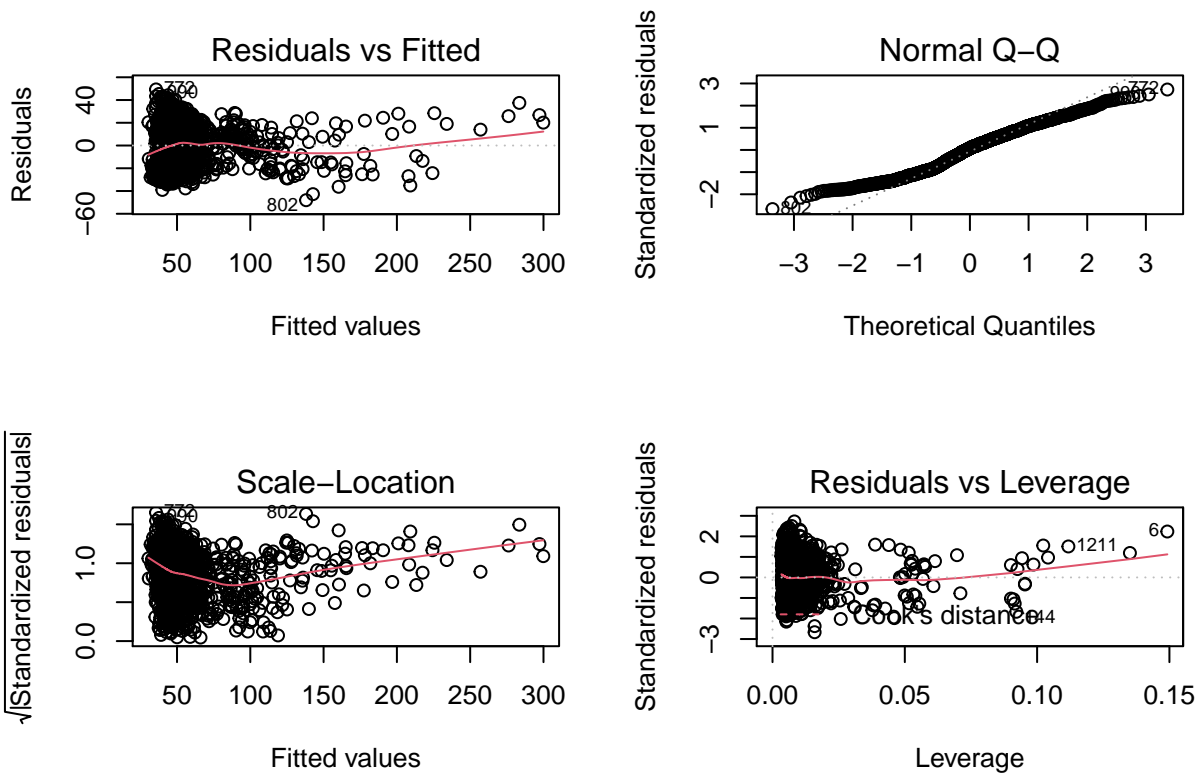 Residuals vs Fitted
Residuals
40
0
−60
772
802
50 100 150 200 250 300
Fitted values
Normal Q−Q
Standardized residuals
3
1
−2
772
−3 −2 −1 0 1 2 3
Theoretical Quantiles
Scale−Location
√|Standardized residuals|
1.0
0.0
772
802
50 100 150 200 250 300
Fitted values
Residuals vs Leverage
Standardized residuals
2
0
−3
6
1211
Cook's distance
0.00 0.05 0.10 0.15
Leverage